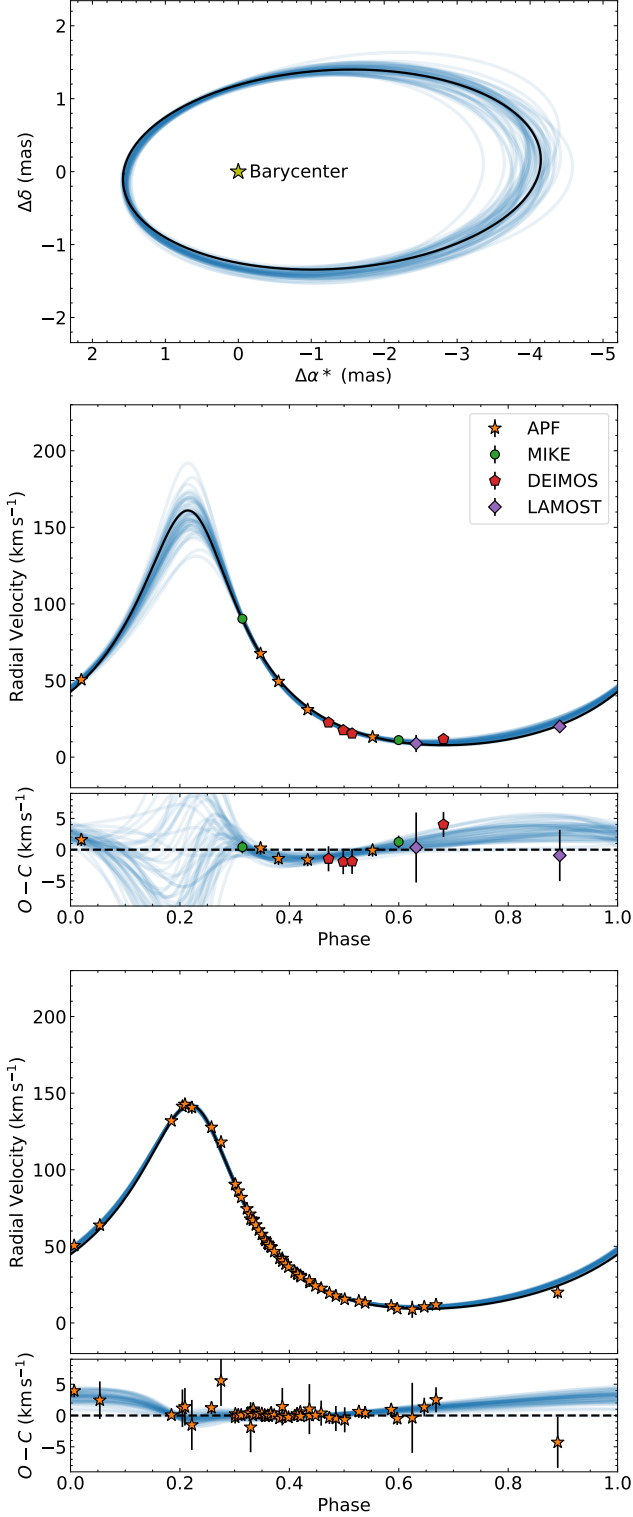 2
1
0
−1
−2
Δδ (mas)
Barycenter
2 1 0 −1 −2 −3 −4 −5
Δα* (mas)
200
150
100
50
0
Radial Velocity (km s⁻¹)
APF
MIKE
DEIMOS
LAMOST
5
0
−5
O − C (km s⁻¹)
0.0 0.2 0.4 0.6 0.8 1.0
Phase
200
150
100
50
0
Radial Velocity (km s⁻¹)
5
0
−5
O − C (km s⁻¹)
0.0 0.2 0.4 0.6 0.8 1.0
Phase